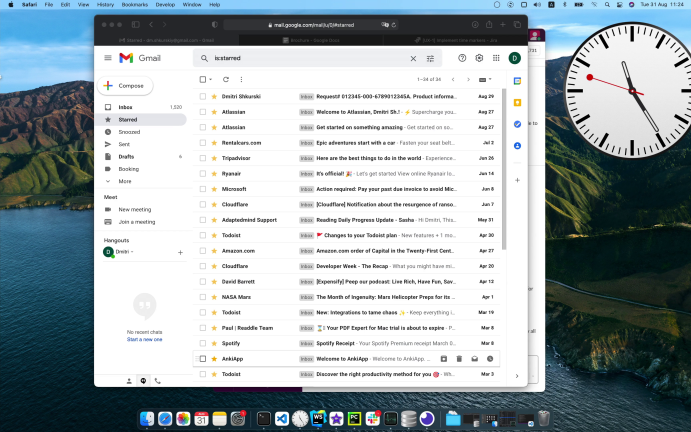 Safari File Edit View History Bookmarks Develop Window Help Tue 31 Aug 11:24
mail.google.com/mail/u/0/#starred
Brochure - Google Docs
Gmail
is:starred
D
Compose
1–34 of 34
Inbox 1,520
Starred
Snoozed
Sent
Drafts 6
Booking
More
Meet
New meeting
Join a meeting
Hangouts
D Dmitri
No recent chats
Start a new one
Dmitri Shkurski Inbox Request# 012345-000-6789012345A. Product informa... Aug 29
Atlassian Inbox Welcome to Atlassian, Dmitri Sh.! - ⚡ Supercharge you... Aug 27
Atlassian Inbox Get started on something amazing - Get started on so... Aug 27
Rentalcars.com Inbox Epic adventures start with a car - Fasten your seat belt... Jul 2
Tripadvisor Inbox Here are the best things to do in the world - Experience... Jun 26
Ryanair Inbox It's official! 🎉 - Let's get started View online Ryanair lo... Jun 14
Microsoft Inbox Action required: Pay your past due invoice to avoid Mic... Jun 8
Cloudflare Inbox [Cloudflare] Notification about the resurgence of ranso... Jun 7
Adaptedmind Support Inbox Reading Daily Progress Update - Sasha - Hi Dmitri, This... May 31
Todoist Inbox 🚩 Changes to your Todoist plan - New features + 1 mo... Apr 28
Amazon.com Inbox Amazon.com order of Capital in the Twenty-First Cent... Apr 27
Cloudflare Inbox Developer Week - The Recap - What you might have mi... Apr 20
David Barrett Inbox [Expensify] Peep our podcast: Live Rich, Have Fun, Sav... Apr 12
NASA Mars Inbox The Month of Ingenuity: Mars Helicopter Preps for its ... Apr 1
Todoist Inbox New: Integrations to tame chaos ✨ - Keep everything i... Mar 19
Paul | Readdle Team Inbox ⌛! Your PDF Expert for Mac trial is about to expire - P... Mar 8
Spotify Inbox Spotify Receipt - Your Spotify Premium receipt March 0... Mar 8
AnkiApp Inbox Welcome to AnkiApp - Welcome to AnkiApp. ...
Todoist Inbox Discover the right productivity method for you 🎯 - Wh... Mar 3